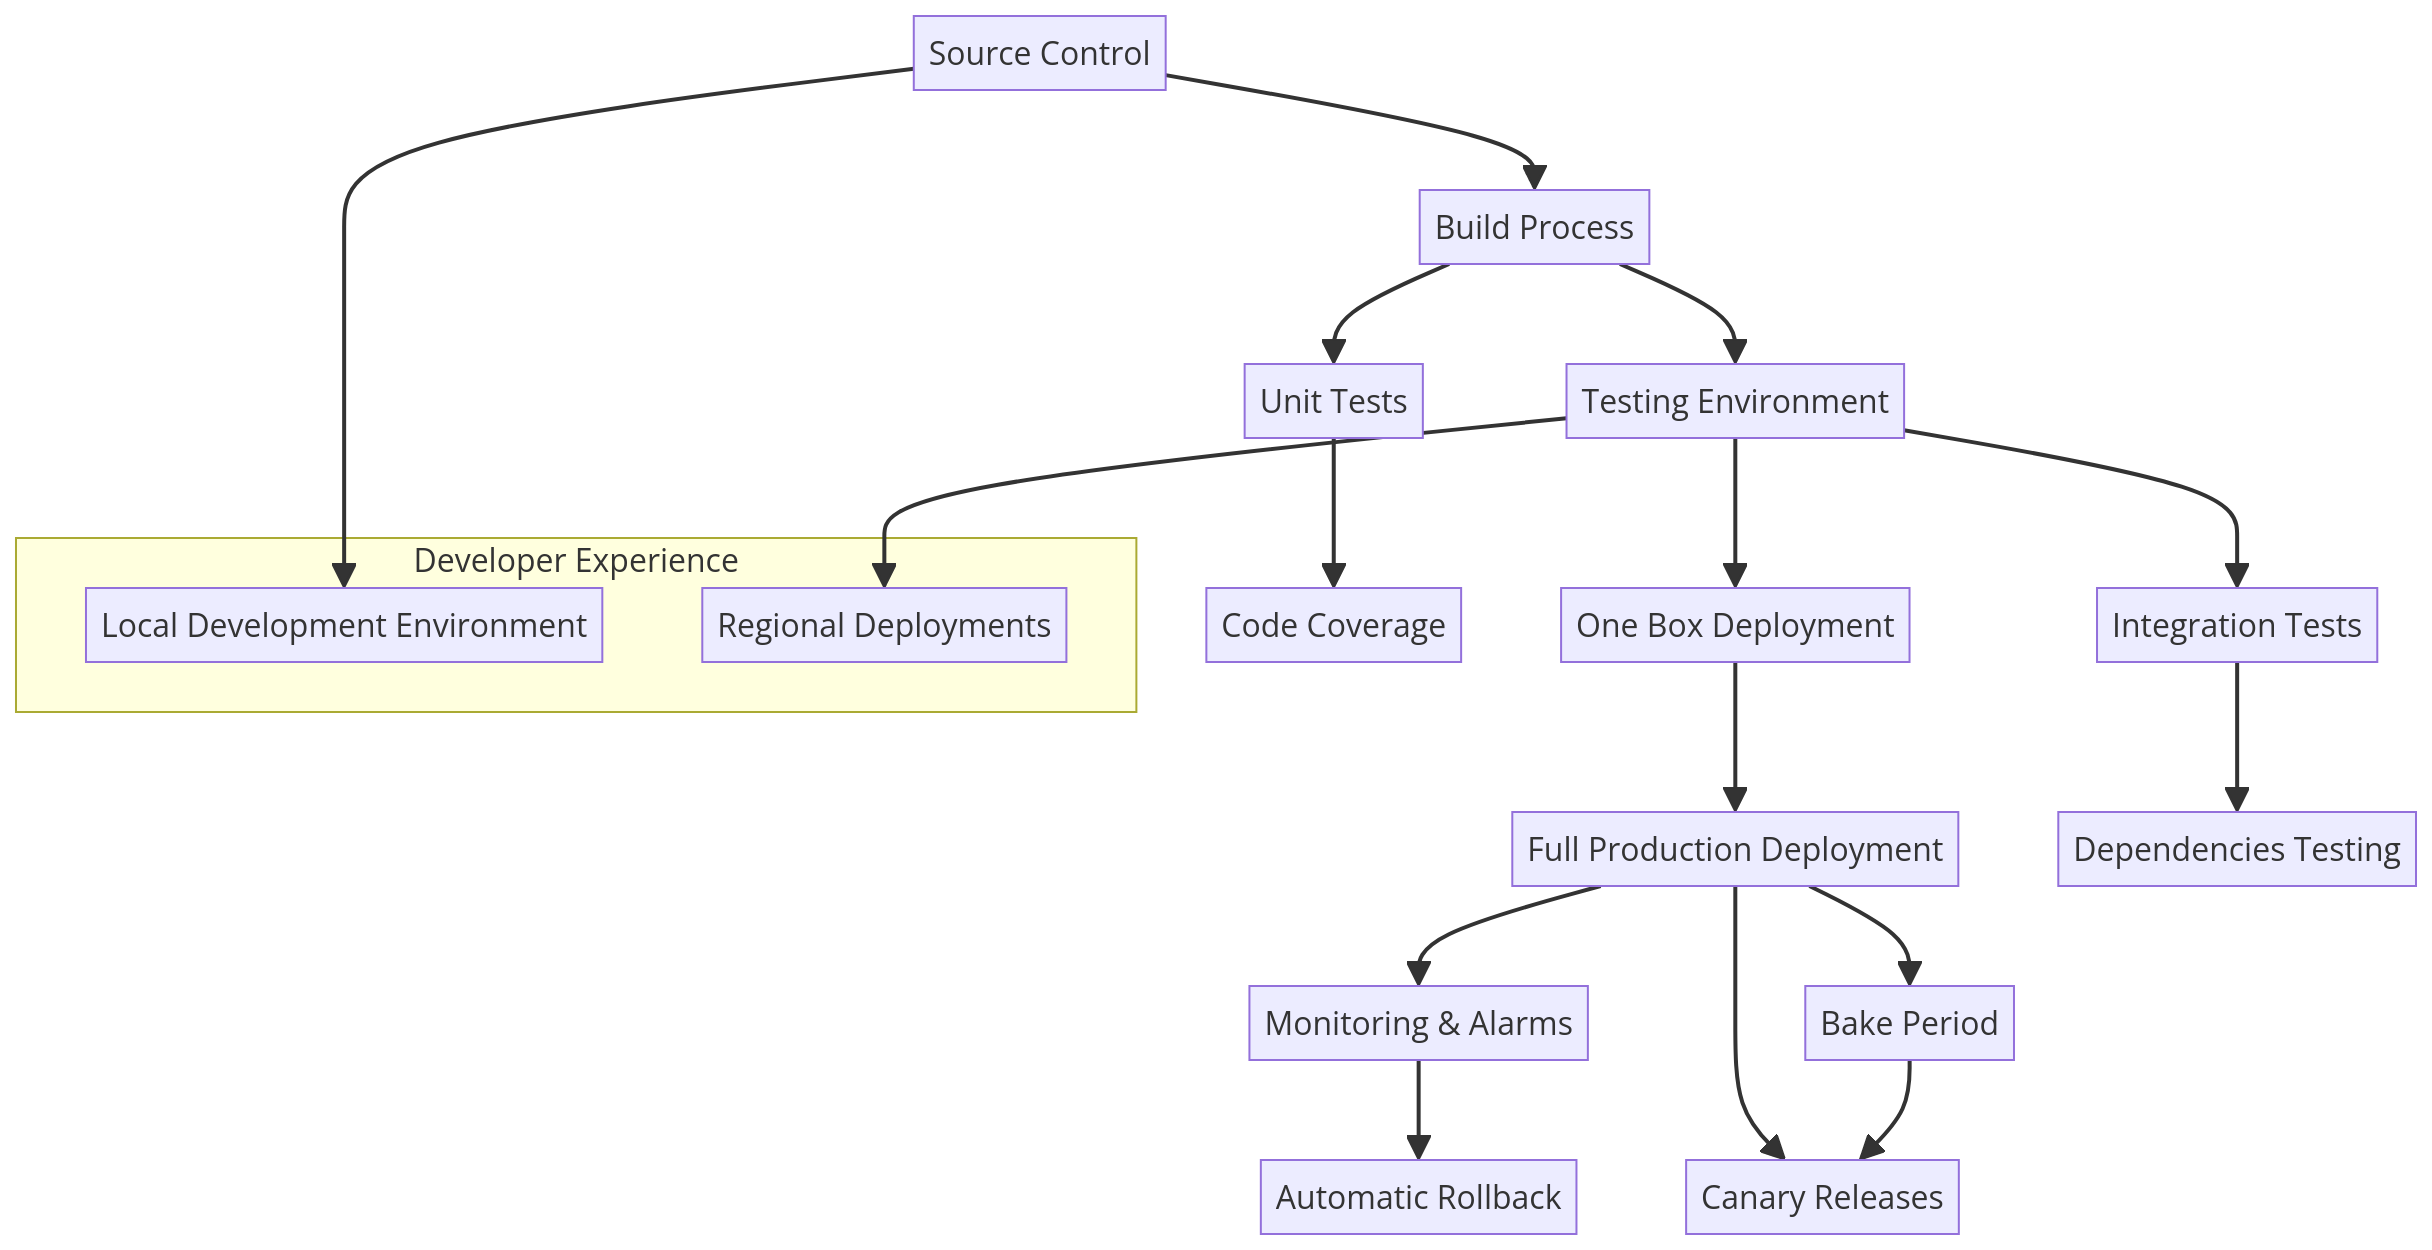 Source Control
Build Process
Unit Tests
Testing Environment
Developer Experience
Local Development Environment
Regional Deployments
Code Coverage
One Box Deployment
Integration Tests
Full Production Deployment
Dependencies Testing
Monitoring & Alarms
Bake Period
Automatic Rollback
Canary Releases